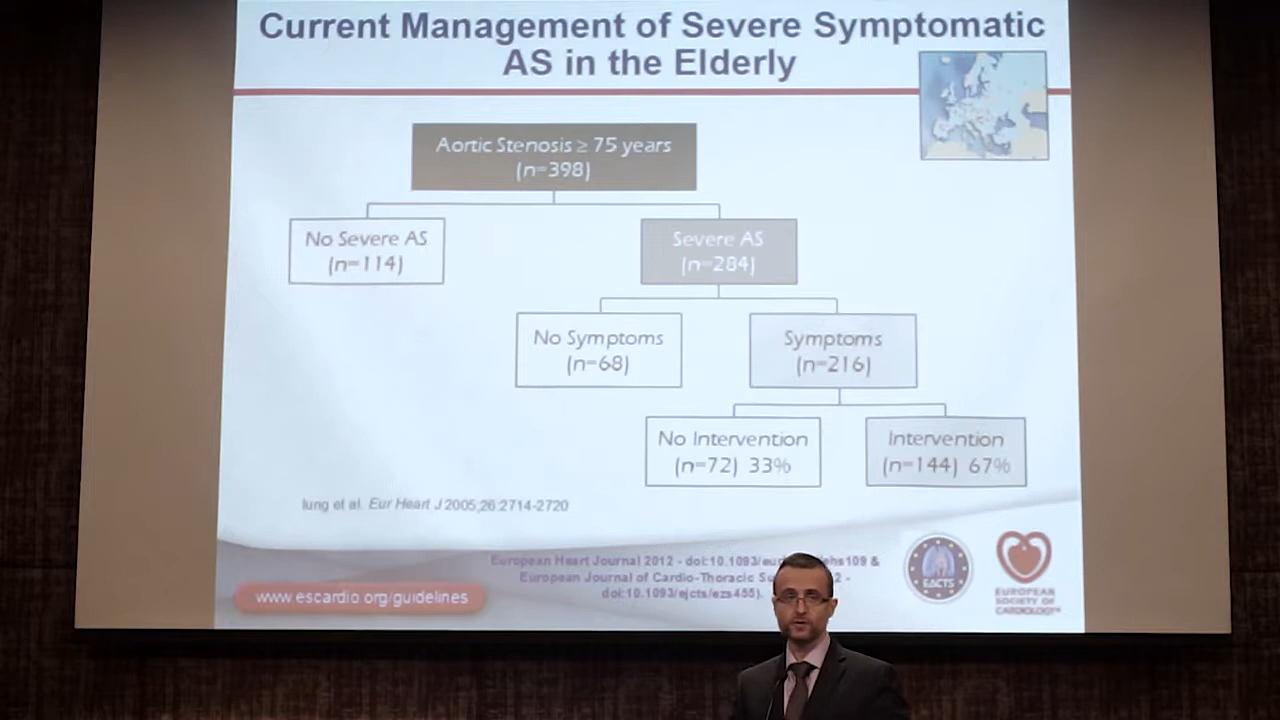 Current Management of Severe Symptomatic
AS in the Elderly
Aortic Stenosis ≥ 75 years
(n=398)
No Severe AS
(n=114)
Severe AS
(n=284)
No Symptoms
(n=68)
Symptoms
(n=216)
No Intervention
(n=72) 33%
Intervention
(n=144) 67%
Iung et al. Eur Heart J 2005;26:2714-2720
European Heart Journal 2012 - doi:10.1093/eur ehs109 &
European Journal of Cardio-Thoracic 2 -
doi:10.1093/ejcts/ezs455).
www.escardio.org/guidelines
EACTS
EUROPEAN
SOCIETY OF
CARDIOLOGY